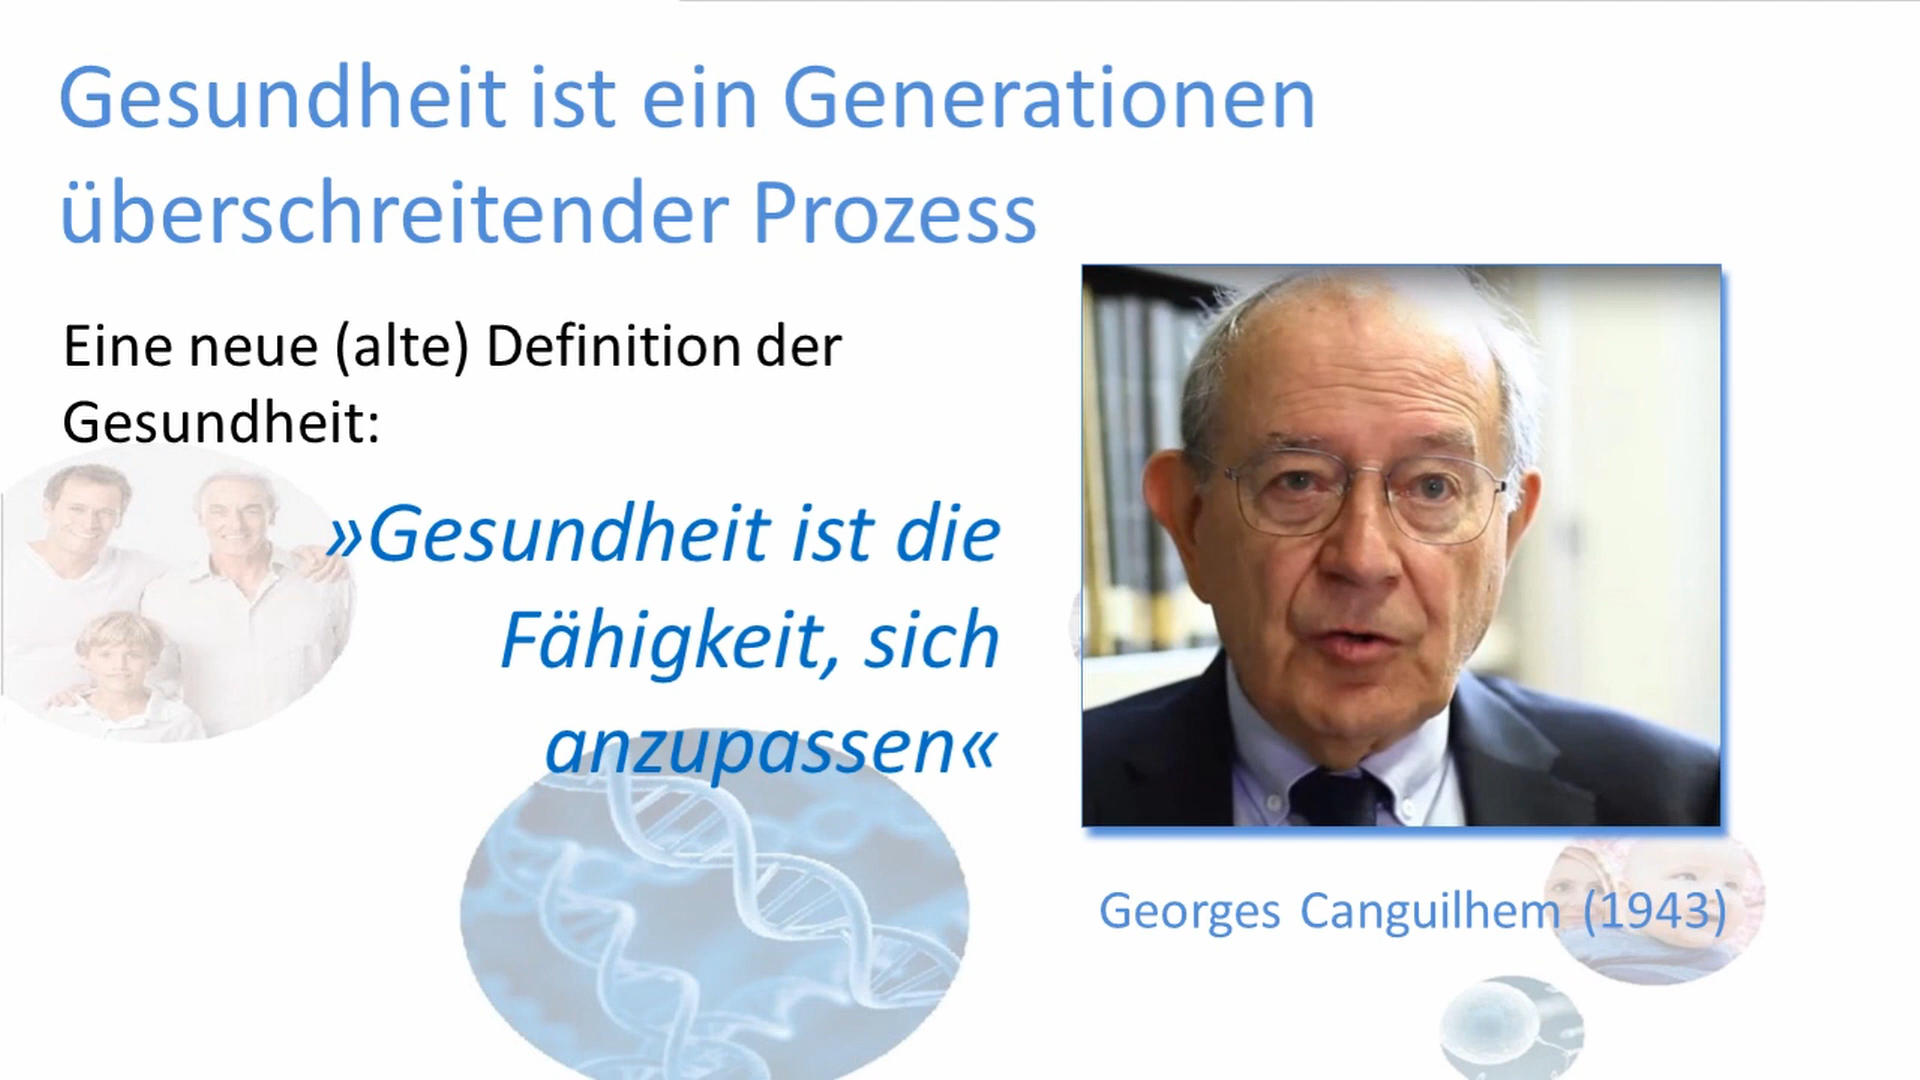 Gesundheit ist ein Generationen
überschreitender Prozess
Eine neue (alte) Definition der
Gesundheit:
»Gesundheit ist die
Fähigkeit, sich
anzupassen«
Georges Canguilhem (1943)